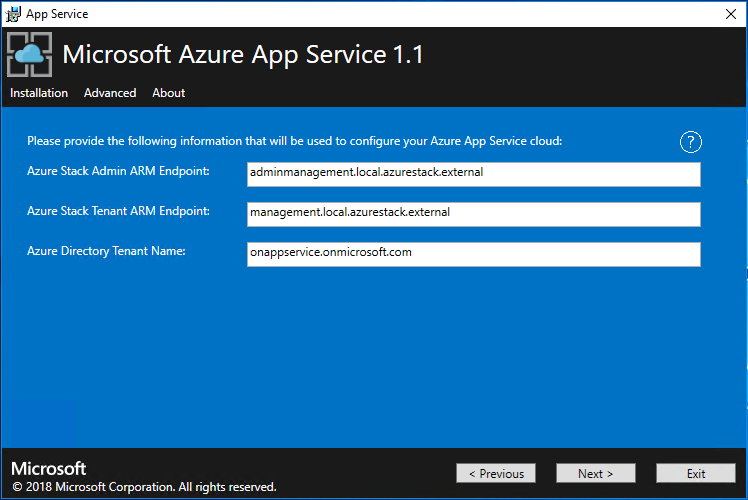 App Service
Microsoft Azure App Service 1.1
Installation Advanced About
Please provide the following information that will be used to configure your Azure App Service cloud: ?
Azure Stack Admin ARM Endpoint: adminmanagement.local.azurestack.external
Azure Stack Tenant ARM Endpoint: management.local.azurestack.external
Azure Directory Tenant Name: onappservice.onmicrosoft.com
Microsoft
© 2018 Microsoft Corporation. All rights reserved.
< Previous Next > Exit